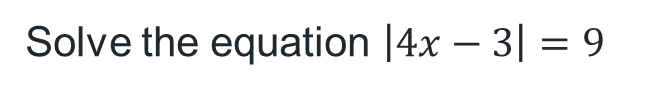 Solve the equation |4x − 3| = 9